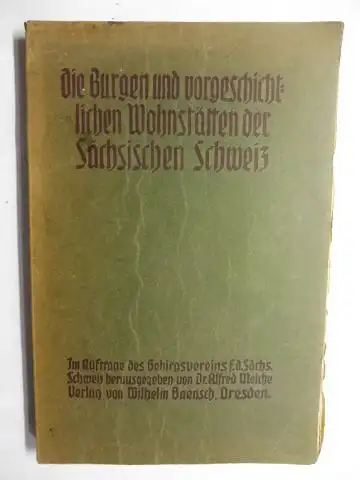 Die Burgen und vorgeschicht-
lichen Wohnstätten der
Sächsischen Schweiz
Im Auftrage des Gebirgsvereins f.d. Sächs.
Schweiz herausgegeben von Dr. Alfred Meiche
Verlag von Wilhelm Baensch, Dresden.